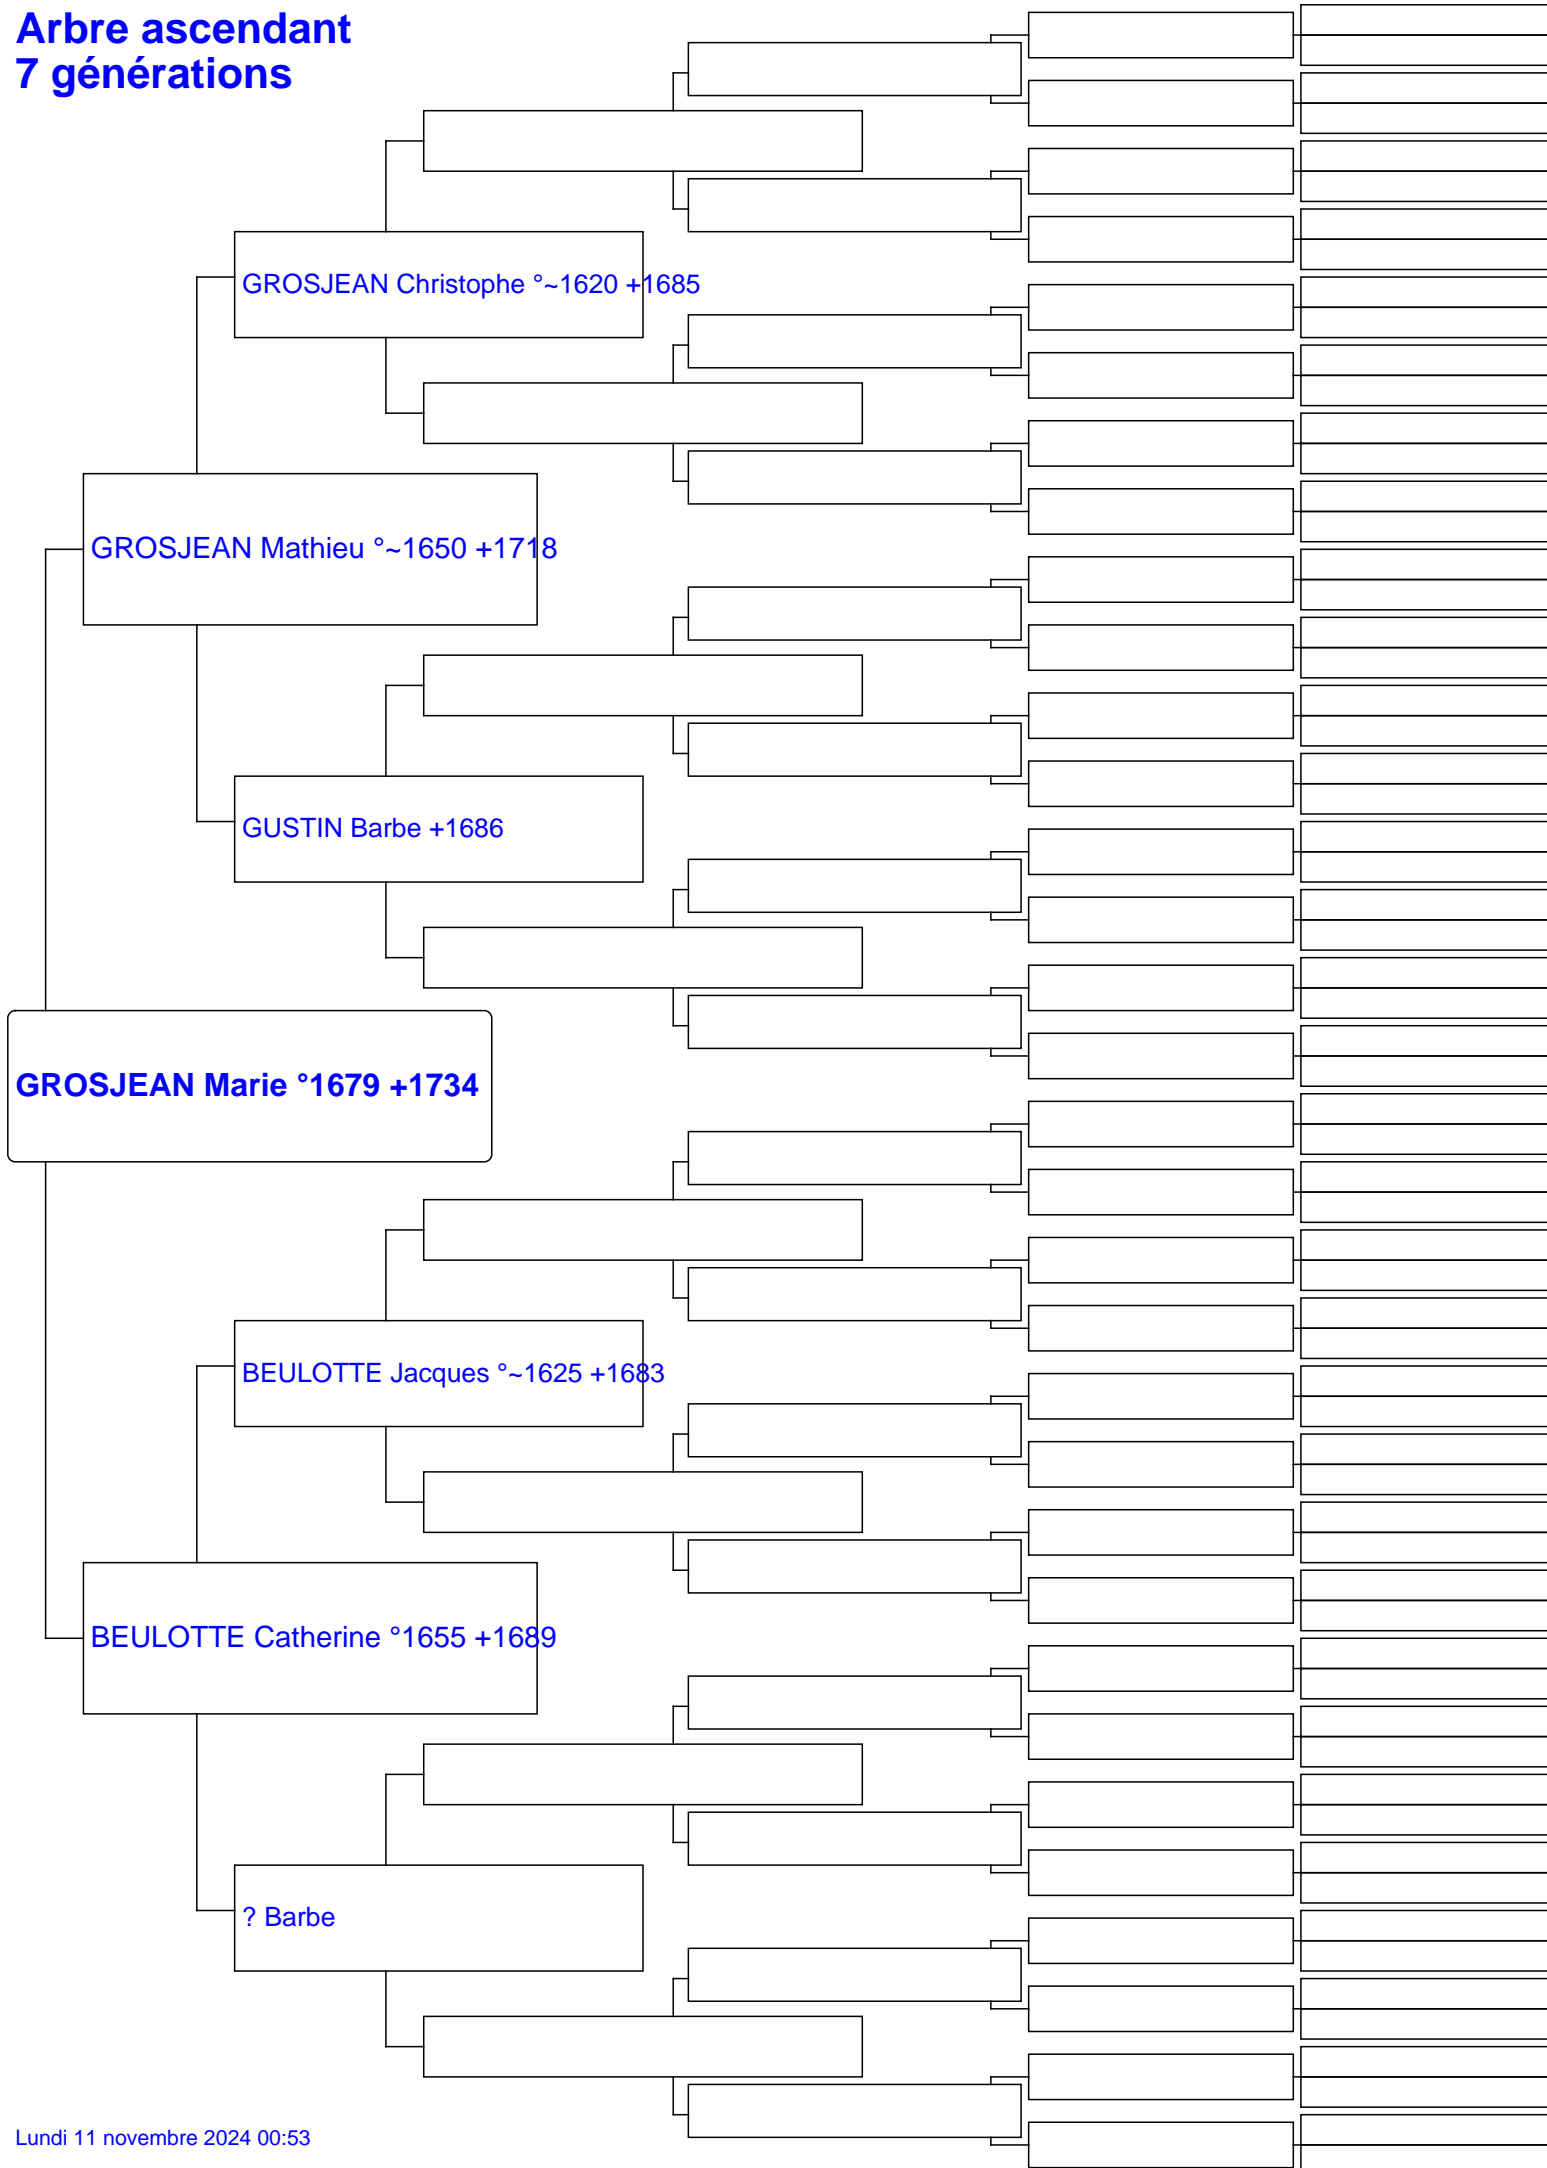 Arbre ascendant
7 générations
GROSJEAN Christophe °~1620 +1685
GROSJEAN Mathieu °~1650 +1718
GUSTIN Barbe +1686
GROSJEAN Marie °1679 +1734
BEULOTTE Jacques °~1625 +1683
BEULOTTE Catherine °1655 +1689
? Barbe
Lundi 11 novembre 2024 00:53